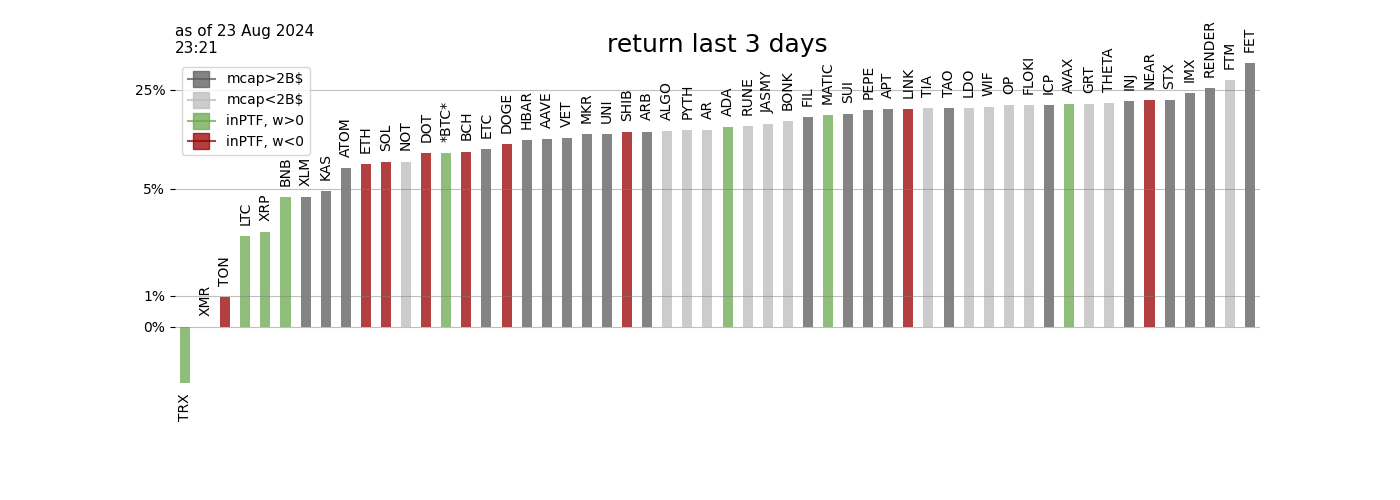 as of 23 Aug 2024
23:21
return last 3 days
mcap>2B$
mcap<2B$
inPTF, w>0
inPTF, w<0
25%
5%
1%
0%
TRX
XMR
TON
LTC
XRP
BNB
XLM
KAS
ATOM
ETH
SOL
NOT
DOT
*BTC*
BCH
ETC
DOGE
HBAR
AAVE
VET
MKR
UNI
SHIB
ARB
ALGO
PYTH
AR
ADA
RUNE
JASMY
BONK
FIL
MATIC
SUI
PEPE
APT
LINK
TIA
TAO
LDO
WIF
OP
FLOKI
ICP
AVAX
GRT
THETA
INJ
NEAR
STX
IMX
RENDER
FTM
FET